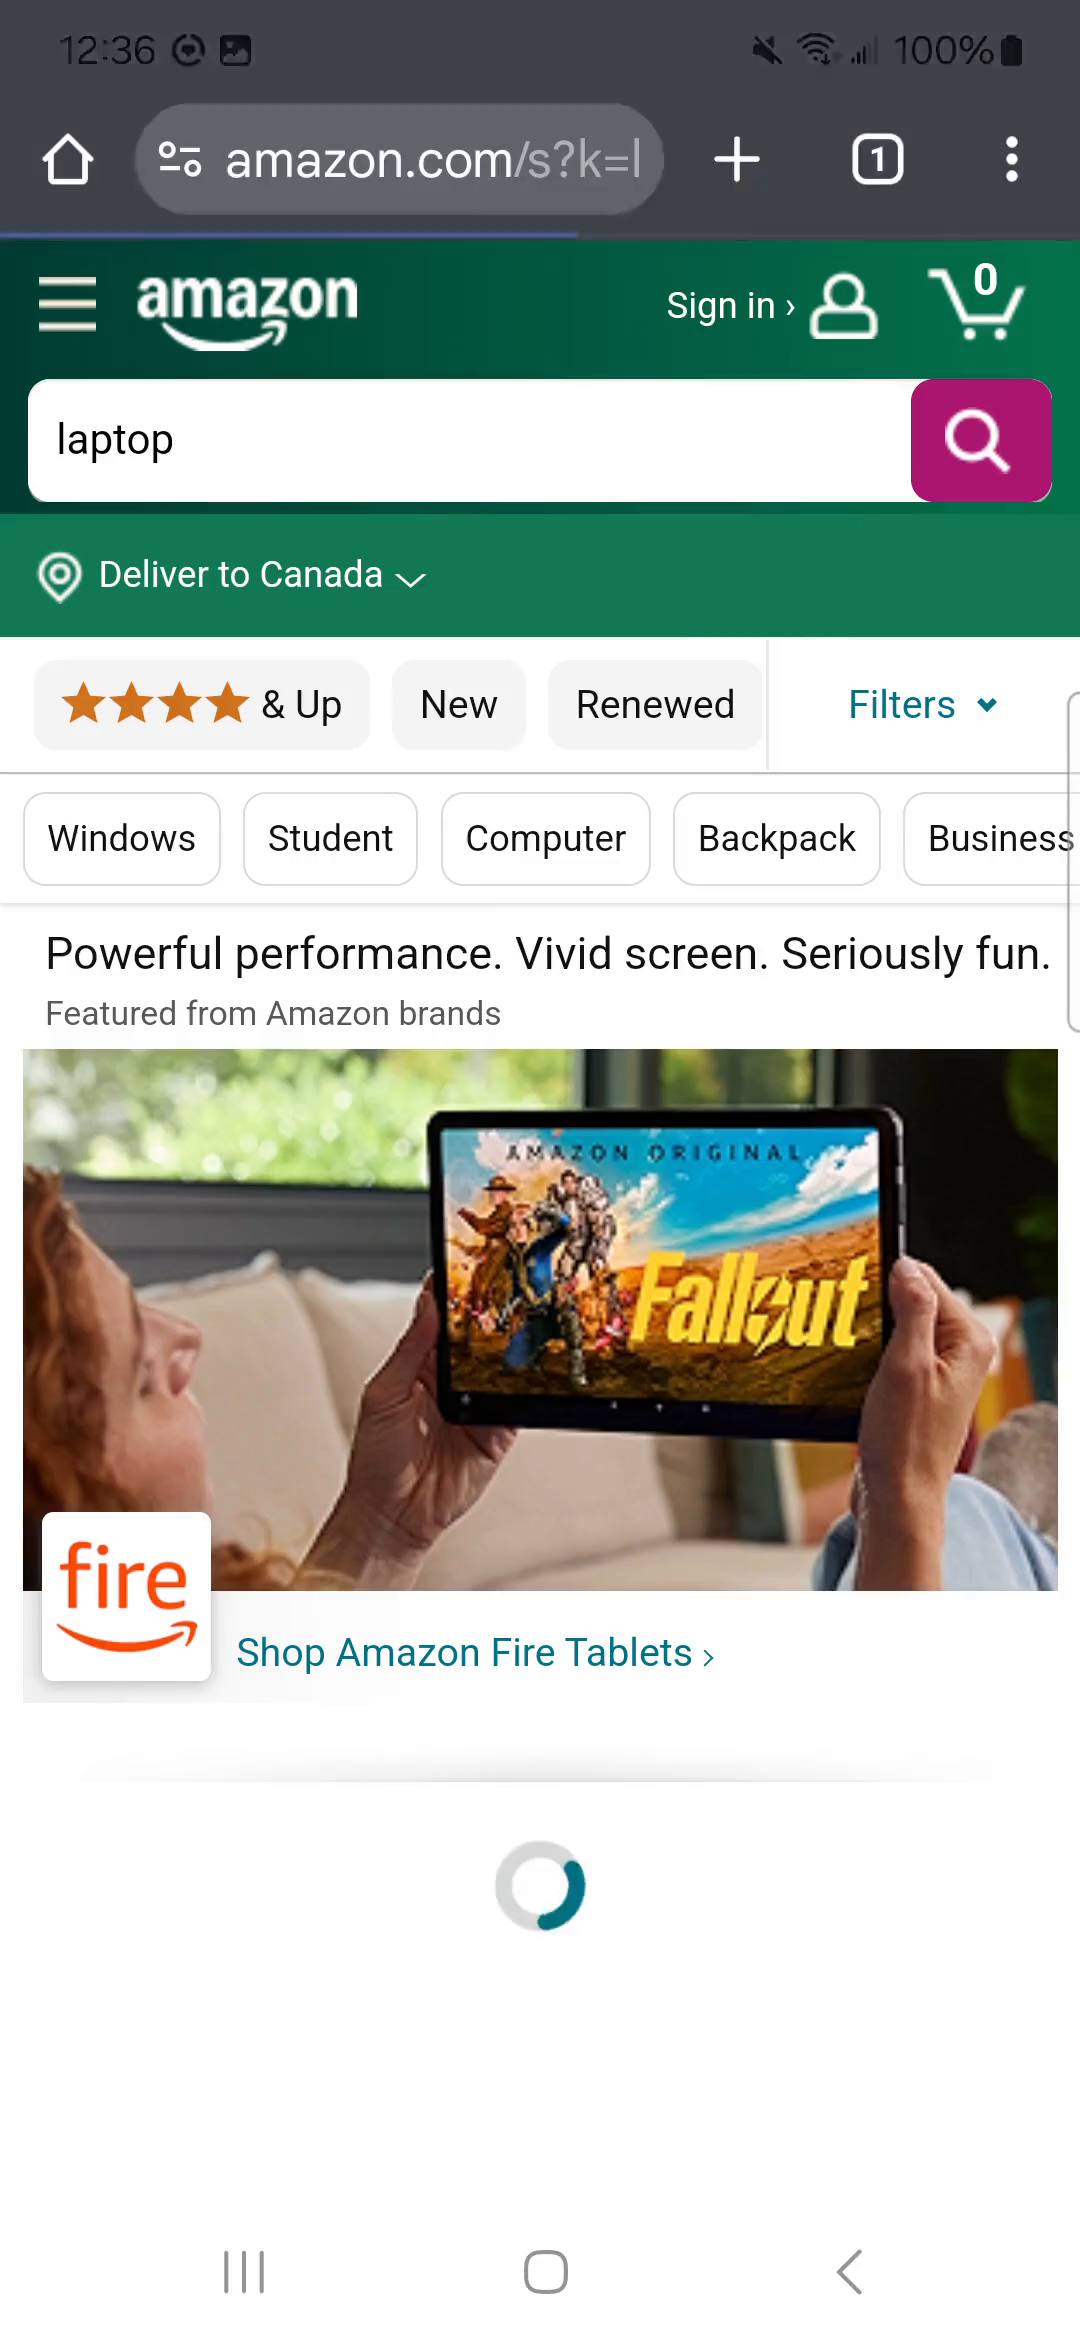 12:36 100%
amazon.com/s?k=l 1
amazon Sign in › 0
laptop
Deliver to Canada
& Up New Renewed Filters
Windows Student Computer Backpack Business
Powerful performance. Vivid screen. Seriously fun.
Featured from Amazon brands
AMAZON ORIGINAL
Fallout
fire
Shop Amazon Fire Tablets ›